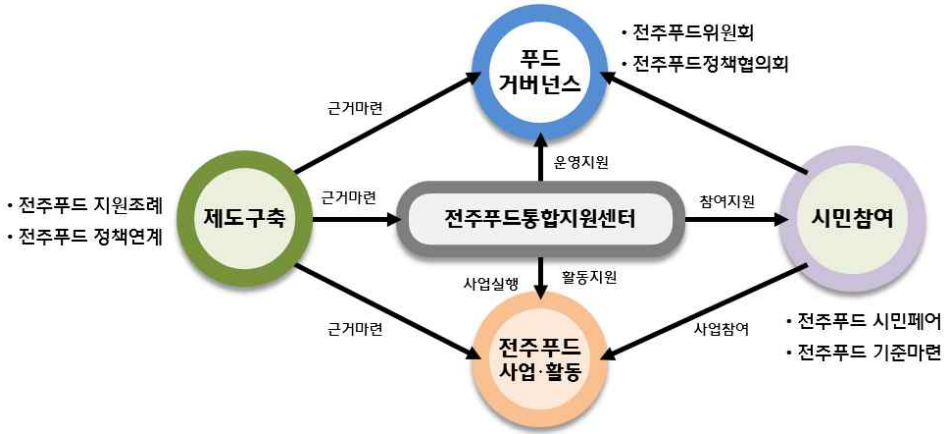 푸드
거버넌스
• 전주푸드위원회
• 전주푸드정책협의회
근거마련
운영지원
• 전주푸드 지원조례
• 전주푸드 정책연계
제도구축
근거마련
전주푸드통합지원센터
참여지원
시민참여
사업실행
활동지원
근거마련
사업참여
전주푸드
사업·활동
• 전주푸드 시민페어
• 전주푸드 기준마련